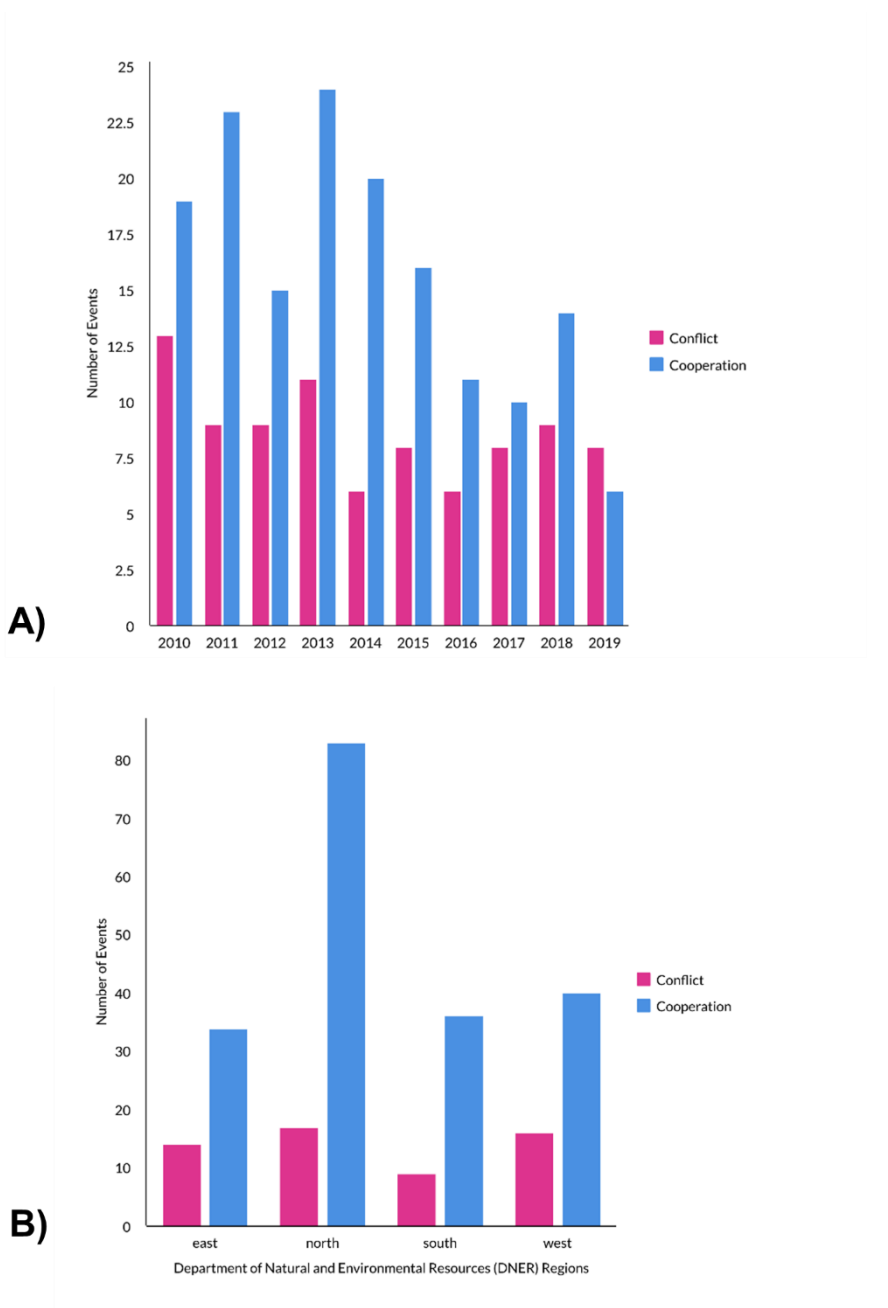 25
22.5
20
17.5
15
12.5
10
7.5
5
2.5
0
Number of Events
2010 2011 2012 2013 2014 2015 2016 2017 2018 2019
Conflict
Cooperation
A)
80
70
60
50
40
30
20
10
0
Number of Events
east north south west
Department of Natural and Environmental Resources (DNER) Regions
Conflict
Cooperation
B)